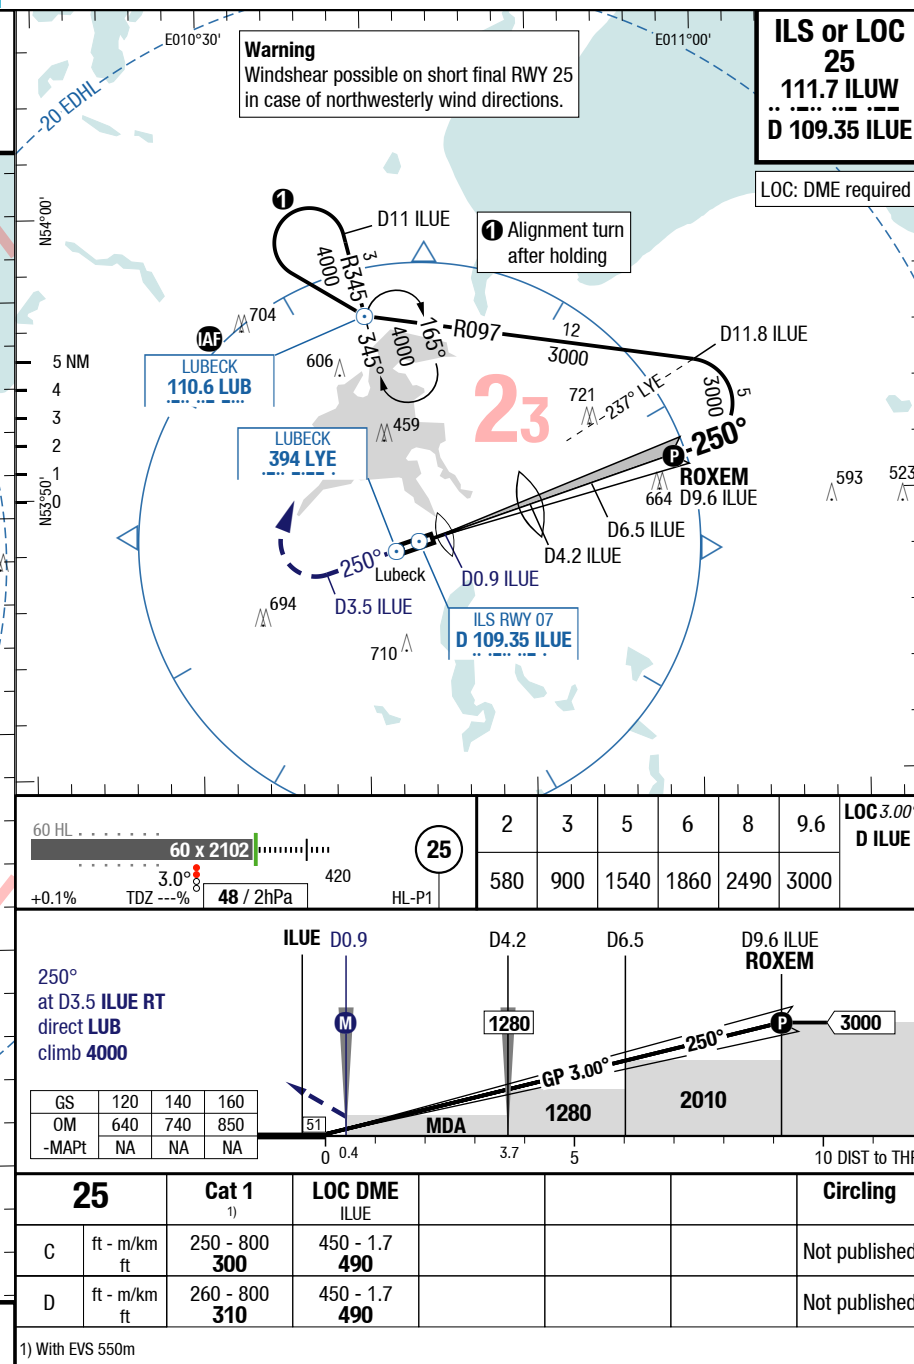 E010°30'
E011°00'
Warning
Windshear possible on short final RWY 25
in case of northwesterly wind directions.
ILS or LOC
25
111.7 ILUW
D 109.35 ILUE
LOC: DME required
20 EDHL
N54°00'
1
D11 ILUE
1 Alignment turn
after holding
3
R345
4000
IAF
704
LUBECK
110.6 LUB
606
345°
4000
165°
R097
12
3000
D11.8 ILUE
5 NM
4
3
2
1
0
N53°50'
721
237° LYE
3000
5
23
459
LUBECK
394 LYE
250°
P
ROXEM
D9.6 ILUE
664
593
523
D6.5 ILUE
D4.2 ILUE
D0.9 ILUE
250°
Lubeck
D3.5 ILUE
694
710
ILS RWY 07
D 109.35 ILUE
60 HL
60 x 2102
3.0°
420
+0.1%
TDZ ---%
48 / 2hPa
HL-P1
25
2 3 5 6 8 9.6 LOC 3.00°
D ILUE
580 900 1540 1860 2490 3000
ILUE D0.9 D4.2 D6.5 D9.6 ILUE
ROXEM
250°
at D3.5 ILUE RT
direct LUB
climb 4000
M
1280
P
3000
GP 3.00°
250°
51
MDA
1280
2010
GS 120 140 160
OM 640 740 850
-MAPt NA NA NA
0 0.4 3.7 5 10 DIST to THR
25 Cat 1 LOC DME Circling
1) ILUE
C ft - m/km 250 - 800 450 - 1.7 Not published
ft 300 490
D ft - m/km 260 - 800 450 - 1.7 Not published
ft 310 490
1) With EVS 550m